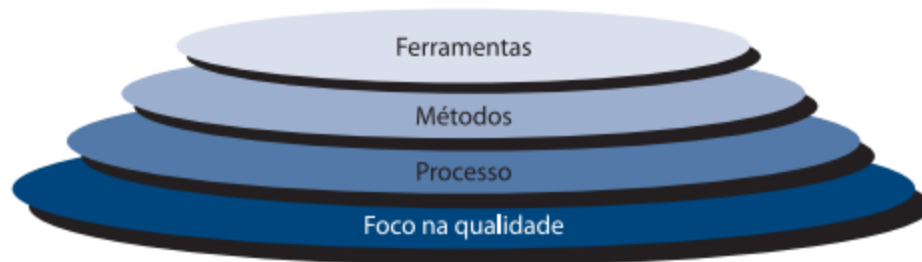 Ferramentas
Métodos
Processo
Foco na qualidade